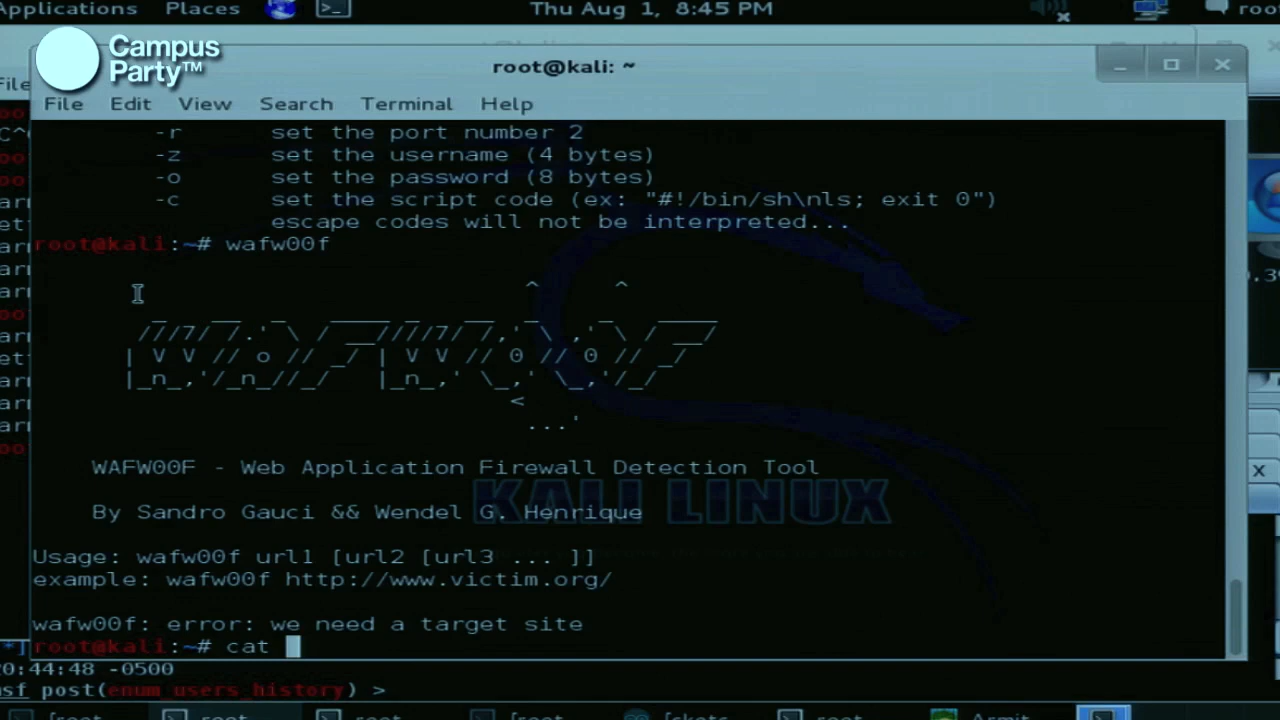 Applications Places Thu Aug 1, 8:45 PM
Campus
Party™
root@kali: ~
File Edit View Search Terminal Help
-r set the port number 2
-z set the username (4 bytes)
-o set the password (8 bytes)
-c set the script code (ex: "#!/bin/sh\nls; exit 0")
escape codes will not be interpreted...
root@kali:~# wafw00f
WAFW00F - Web Application Firewall Detection Tool
KALI LINUX
By Sandro Gauci && Wendel G. Henrique
Usage: wafw00f url1 [url2 [url3 ... ]]
example: wafw00f http://www.victim.org/
wafw00f: error: we need a target site
root@kali:~# cat
0:44:48 -0500
post(enum_users_history) >